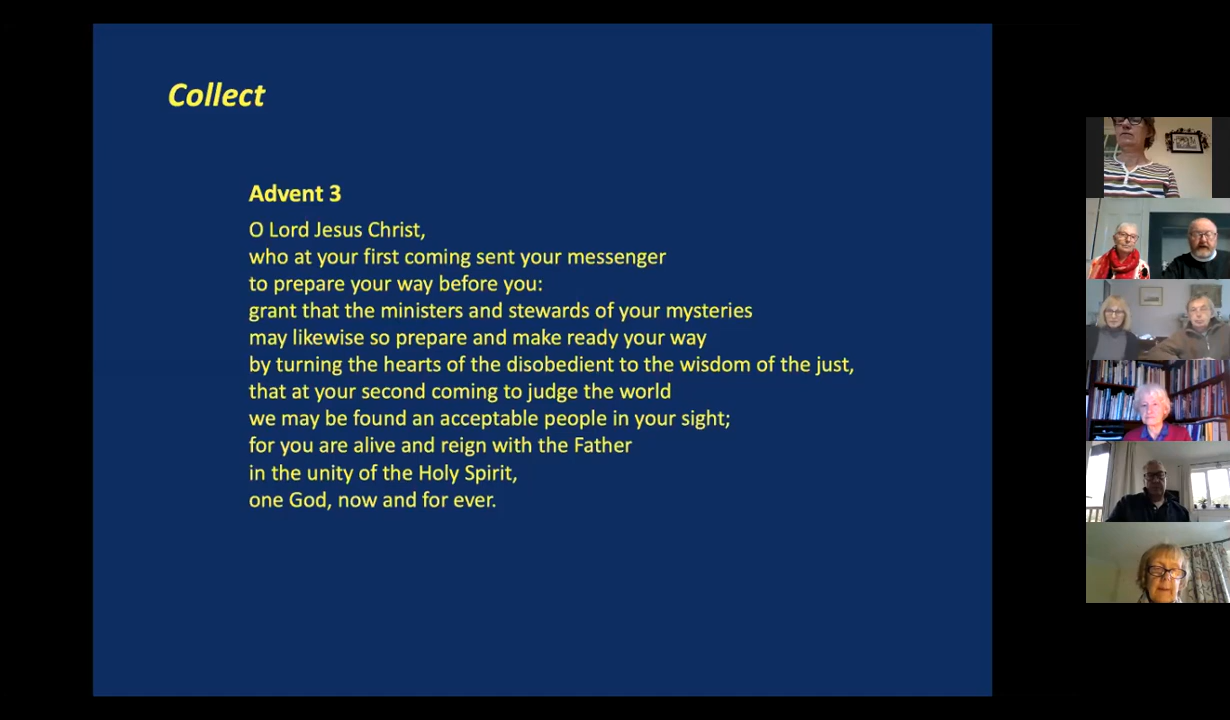 Collect
Advent 3
O Lord Jesus Christ,
who at your first coming sent your messenger
to prepare your way before you:
grant that the ministers and stewards of your mysteries
may likewise so prepare and make ready your way
by turning the hearts of the disobedient to the wisdom of the just,
that at your second coming to judge the world
we may be found an acceptable people in your sight;
for you are alive and reign with the Father
in the unity of the Holy Spirit,
one God, now and for ever.